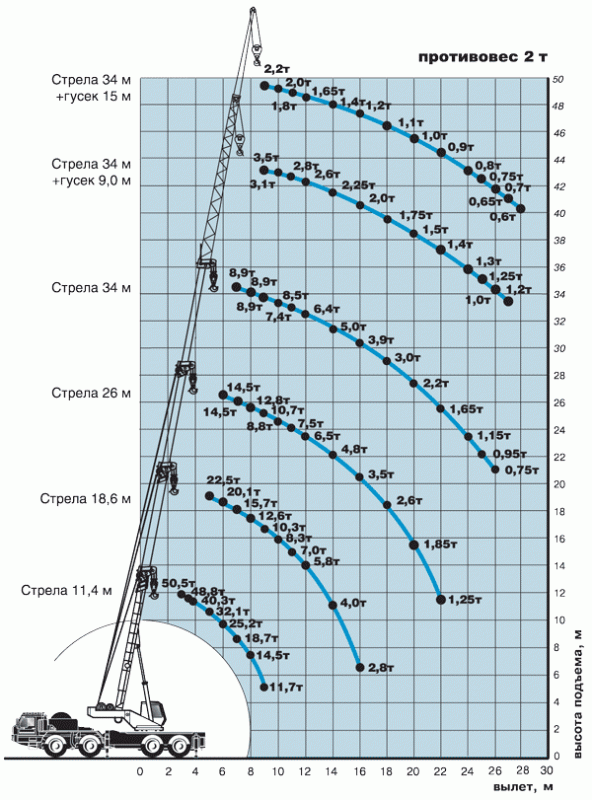 противовес 2 т
Стрела 34 м
+гусек 15 м
2,2т
2,0т
1,8т
1,65т
1,4т
1,2т
1,1т
1,0т
0,9т
0,8т
0,75т
0,7т
0,65т
0,6т
Стрела 34 м
+гусек 9,0 м
3,5т
3,1т
2,8т
2,6т
2,25т
2,0т
1,75т
1,5т
1,4т
1,3т
1,25т
1,2т
1,0т
Стрела 34 м
8,9т
8,9т
8,9т
8,5т
7,4т
6,4т
5,0т
3,9т
3,0т
2,2т
1,65т
1,15т
0,95т
0,75т
Стрела 26 м
14,5т
14,5т
12,8т
10,7т
8,8т
7,5т
6,5т
4,8т
3,5т
2,6т
1,85т
1,25т
Стрела 18,6 м
22,5т
20,1т
15,7т
12,6т
10,3т
8,3т
7,0т
5,8т
4,0т
2,8т
Стрела 11,4 м
50,5т
48,8т
40,3т
32,1т
25,2т
18,7т
14,5т
11,7т
50
48
46
44
42
40
38
36
34
32
30
28
26
24
22
20
18
16
14
12
10
8
6
4
2
0
высота подъема, м
0 2 4 6 8 10 12 14 16 18 20 22 24 26 28 30
вылет, м